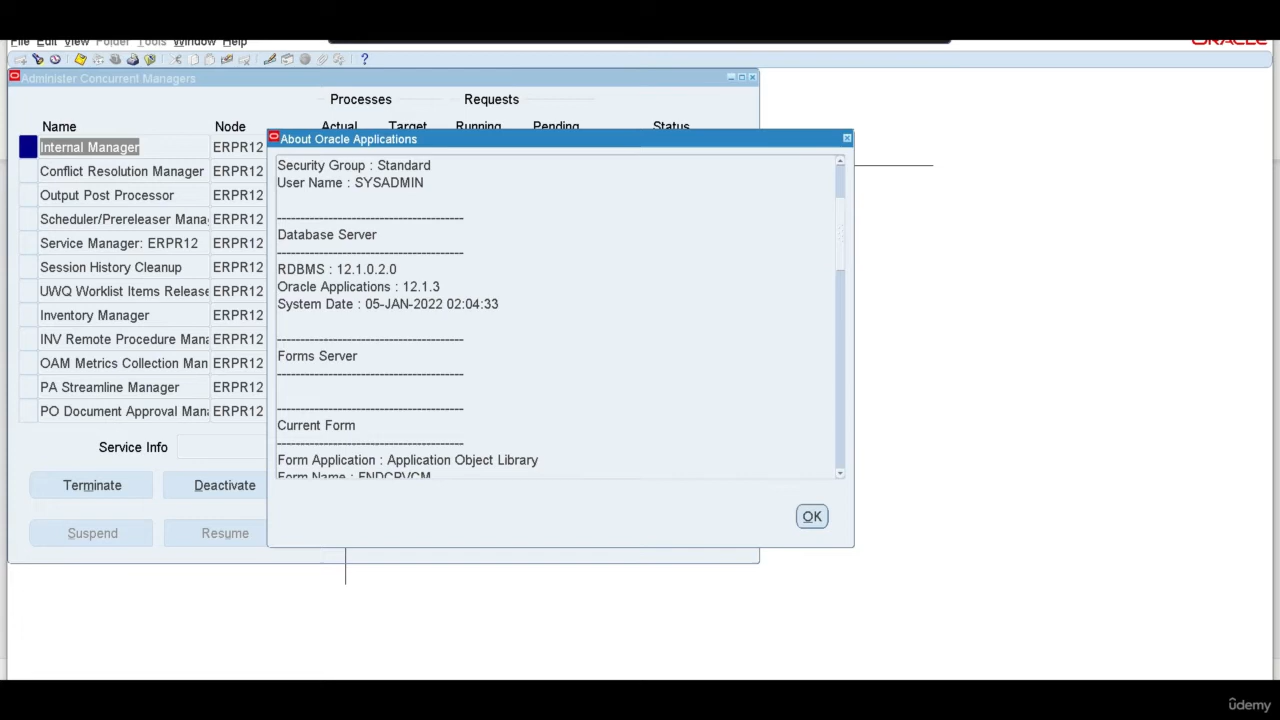 File Edit View Folder Tools Window Help
ORACLE
Administer Concurrent Managers
Processes Requests
Name Node Actual Target Running Pending Status
Internal Manager ERPR12
Conflict Resolution Manager ERPR12
Output Post Processor ERPR12
Scheduler/Prereleaser Mana ERPR12
Service Manager: ERPR12 ERPR12
Session History Cleanup ERPR12
UWQ Worklist Items Release ERPR12
Inventory Manager ERPR12
INV Remote Procedure Mana ERPR12
OAM Metrics Collection Man ERPR12
PA Streamline Manager ERPR12
PO Document Approval Mana ERPR12
Service Info
Terminate Deactivate
Suspend Resume
About Oracle Applications
Security Group : Standard
User Name : SYSADMIN
----------------------------------------
Database Server
----------------------------------------
RDBMS : 12.1.0.2.0
Oracle Applications : 12.1.3
System Date : 05-JAN-2022 02:04:33
----------------------------------------
Forms Server
----------------------------------------
----------------------------------------
Current Form
----------------------------------------
Form Application : Application Object Library
Form Name : FNDCPVCM
OK
udemy